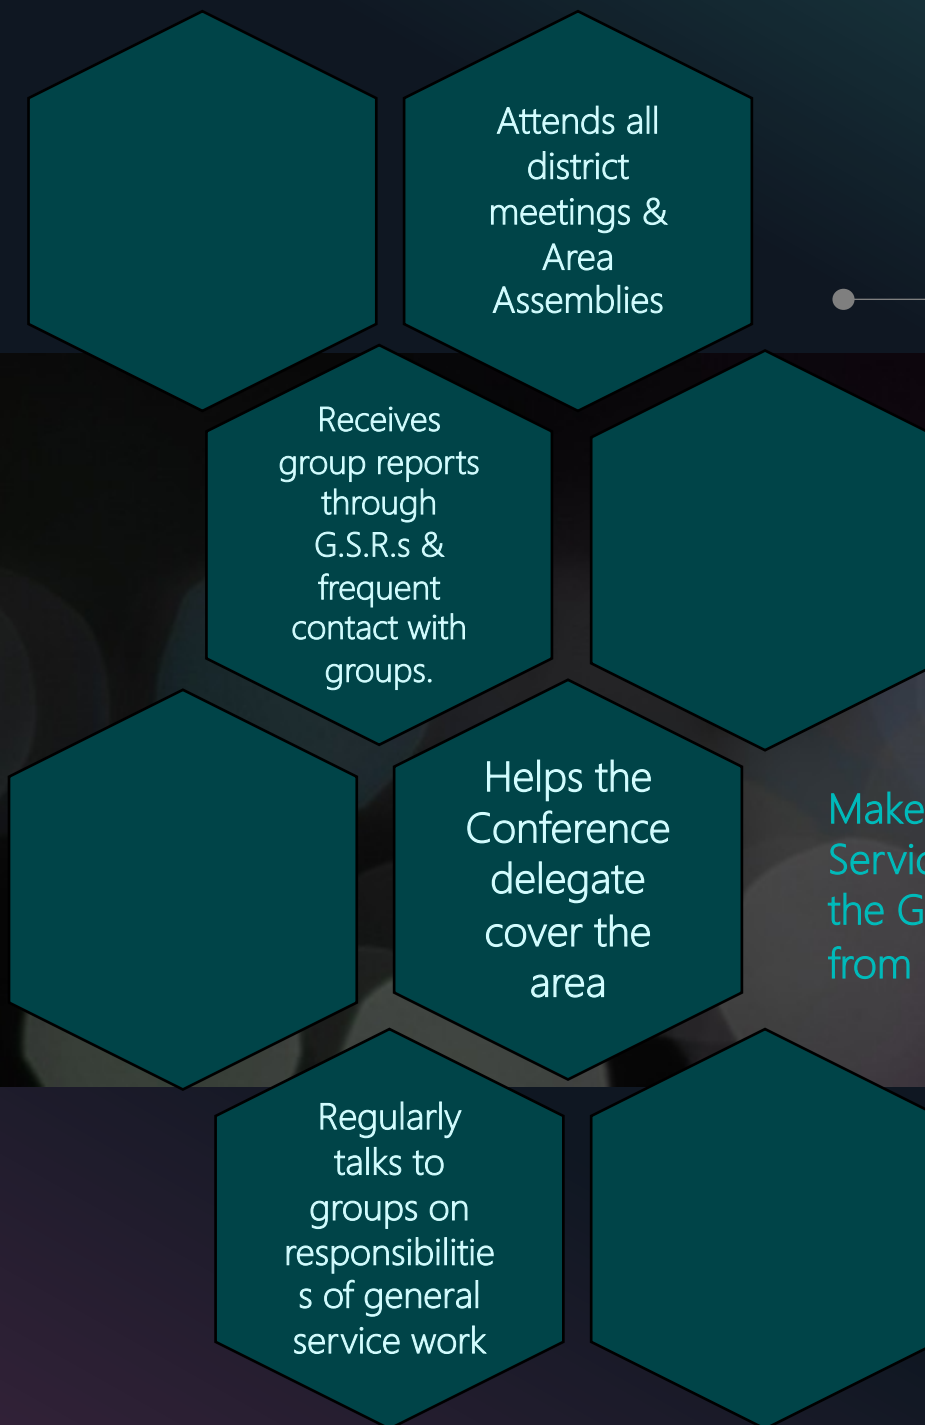 Attends all
district
meetings &
Area
Assemblies
Receives
group reports
through
G.S.R.s &
frequent
contact with
groups.
Helps the
Conference
delegate
cover the
area
Make
Servic
the G
from
Regularly
talks to
groups on
responsibilitie
s of general
service work